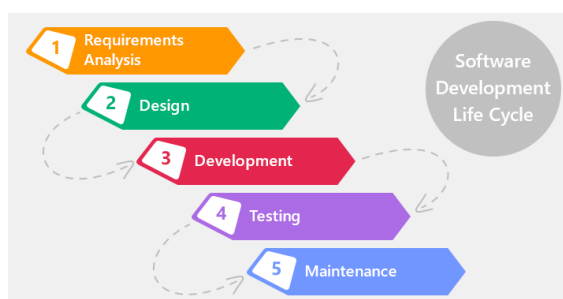 1
Requirements
Analysis
2
Design
3
Development
4
Testing
5
Maintenance
Software
Development
Life Cycle